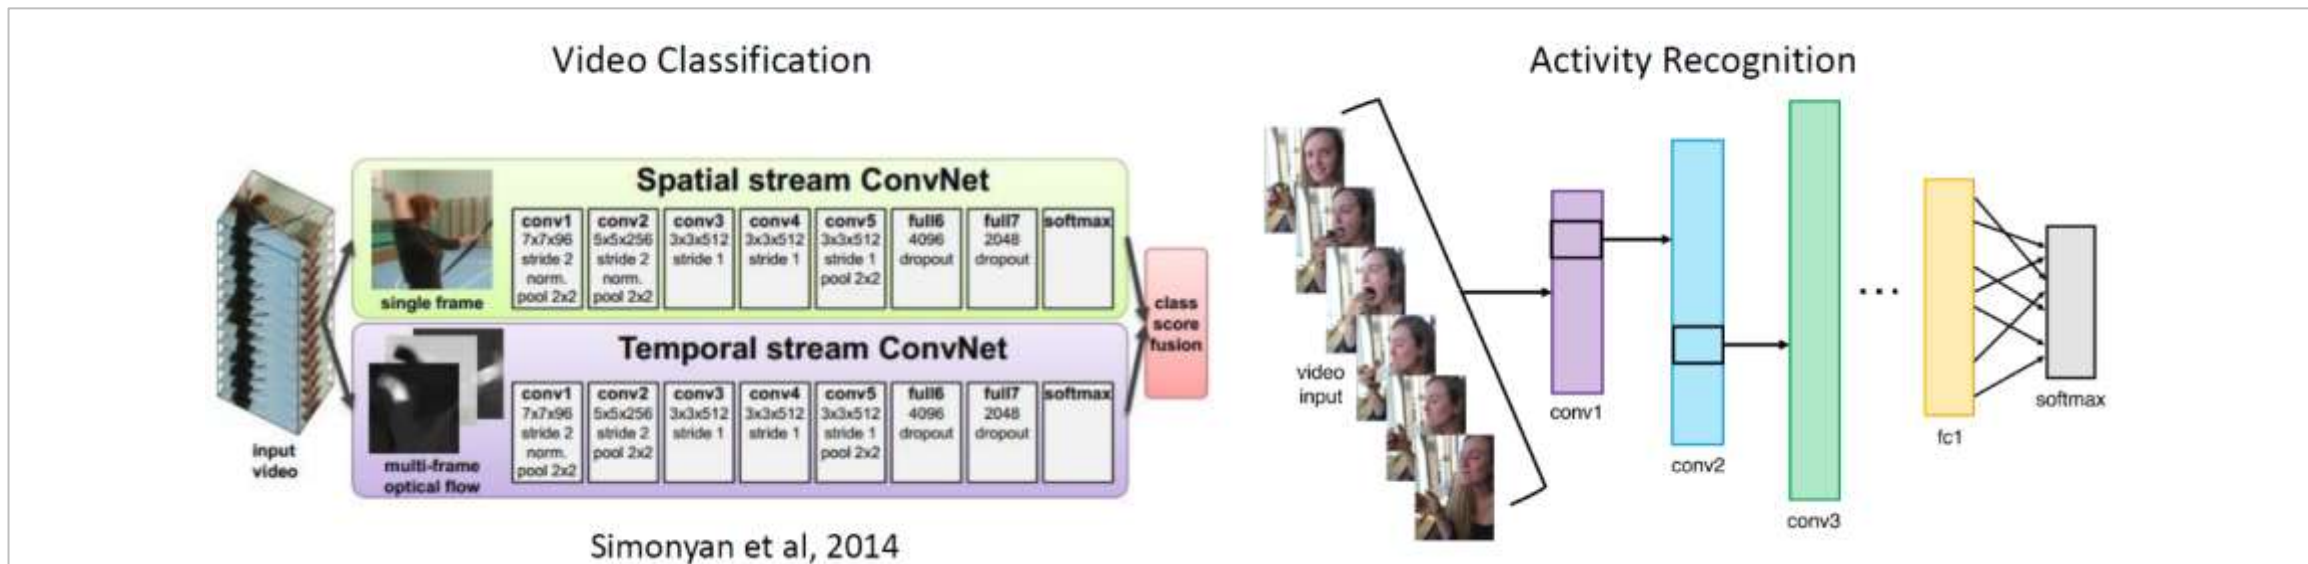 Video Classification
Spatial stream ConvNet
conv1
7x7x96
stride 2
norm.
pool 2x2
conv2
5x5x256
stride 2
norm.
pool 2x2
conv3
3x3x512
stride 1
conv4
3x3x512
stride 1
conv5
3x3x512
stride 1
pool 2x2
full6
4096
dropout
full7
2048
dropout
softmax
single frame
Temporal stream ConvNet
conv1
7x7x96
stride 2
norm.
pool 2x2
conv2
5x5x256
stride 2
pool 2x2
conv3
3x3x512
stride 1
conv4
3x3x512
stride 1
conv5
3x3x512
stride 1
pool 2x2
full6
4096
dropout
full7
2048
dropout
softmax
multi-frame
optical flow
input
video
class
score
fusion
Simonyan et al, 2014
Activity Recognition
video
input
conv1
conv2
conv3
...
fc1
softmax